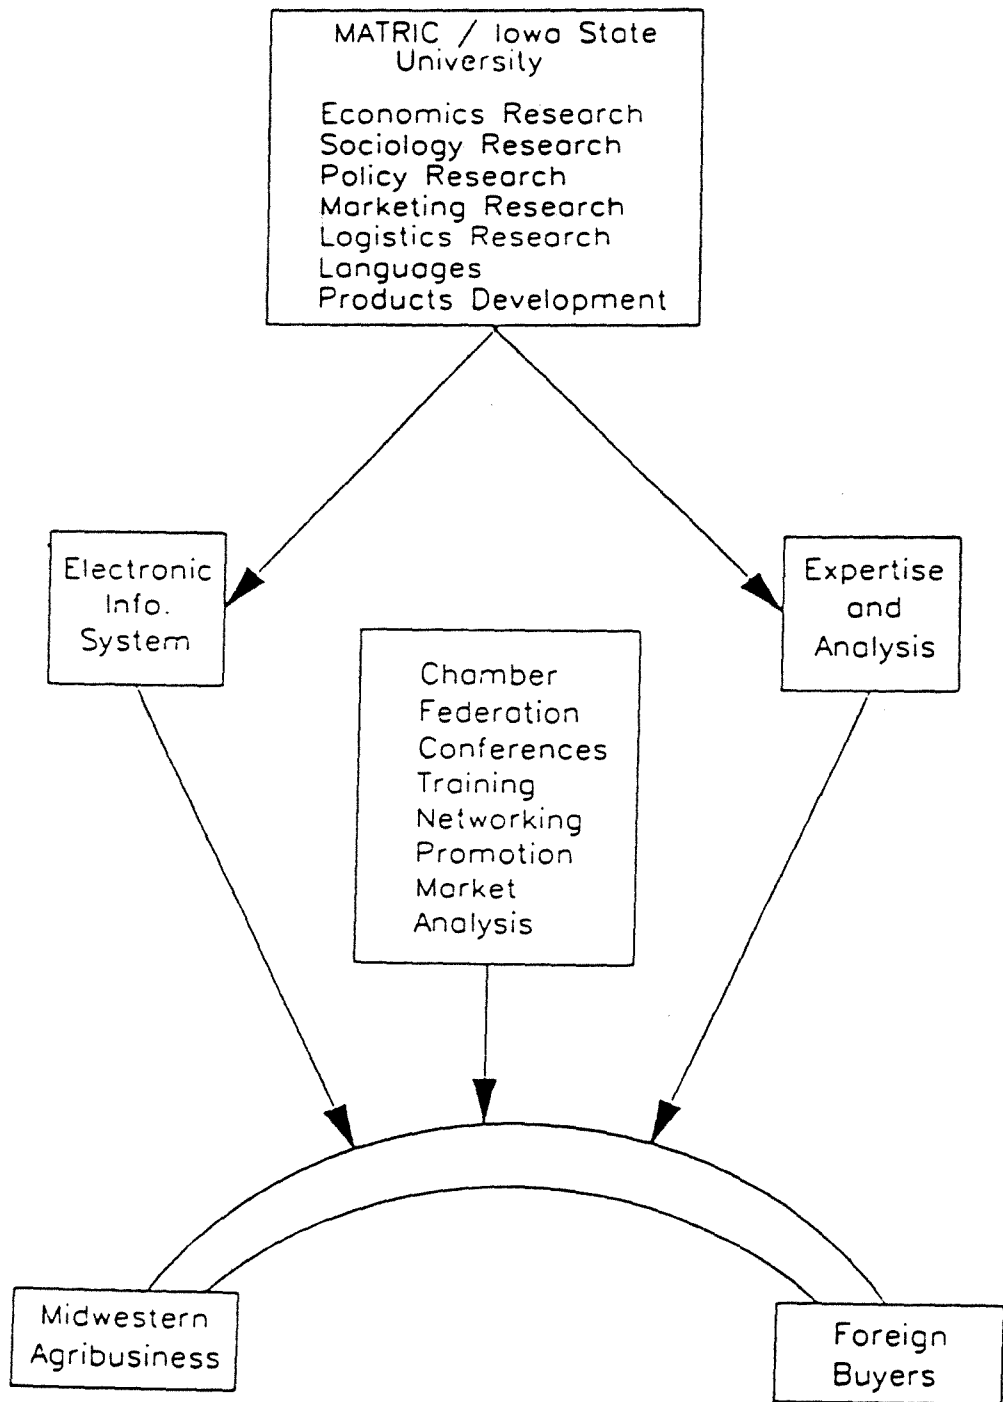 MATRIC / Iowa State
University
Economics Research
Sociology Research
Policy Research
Marketing Research
Logistics Research
Languages
Products Development
Electronic
Info.
System
Expertise
and
Analysis
Chamber
Federation
Conferences
Training
Networking
Promotion
Market
Analysis
Midwestern
Agribusiness
Foreign
Buyers